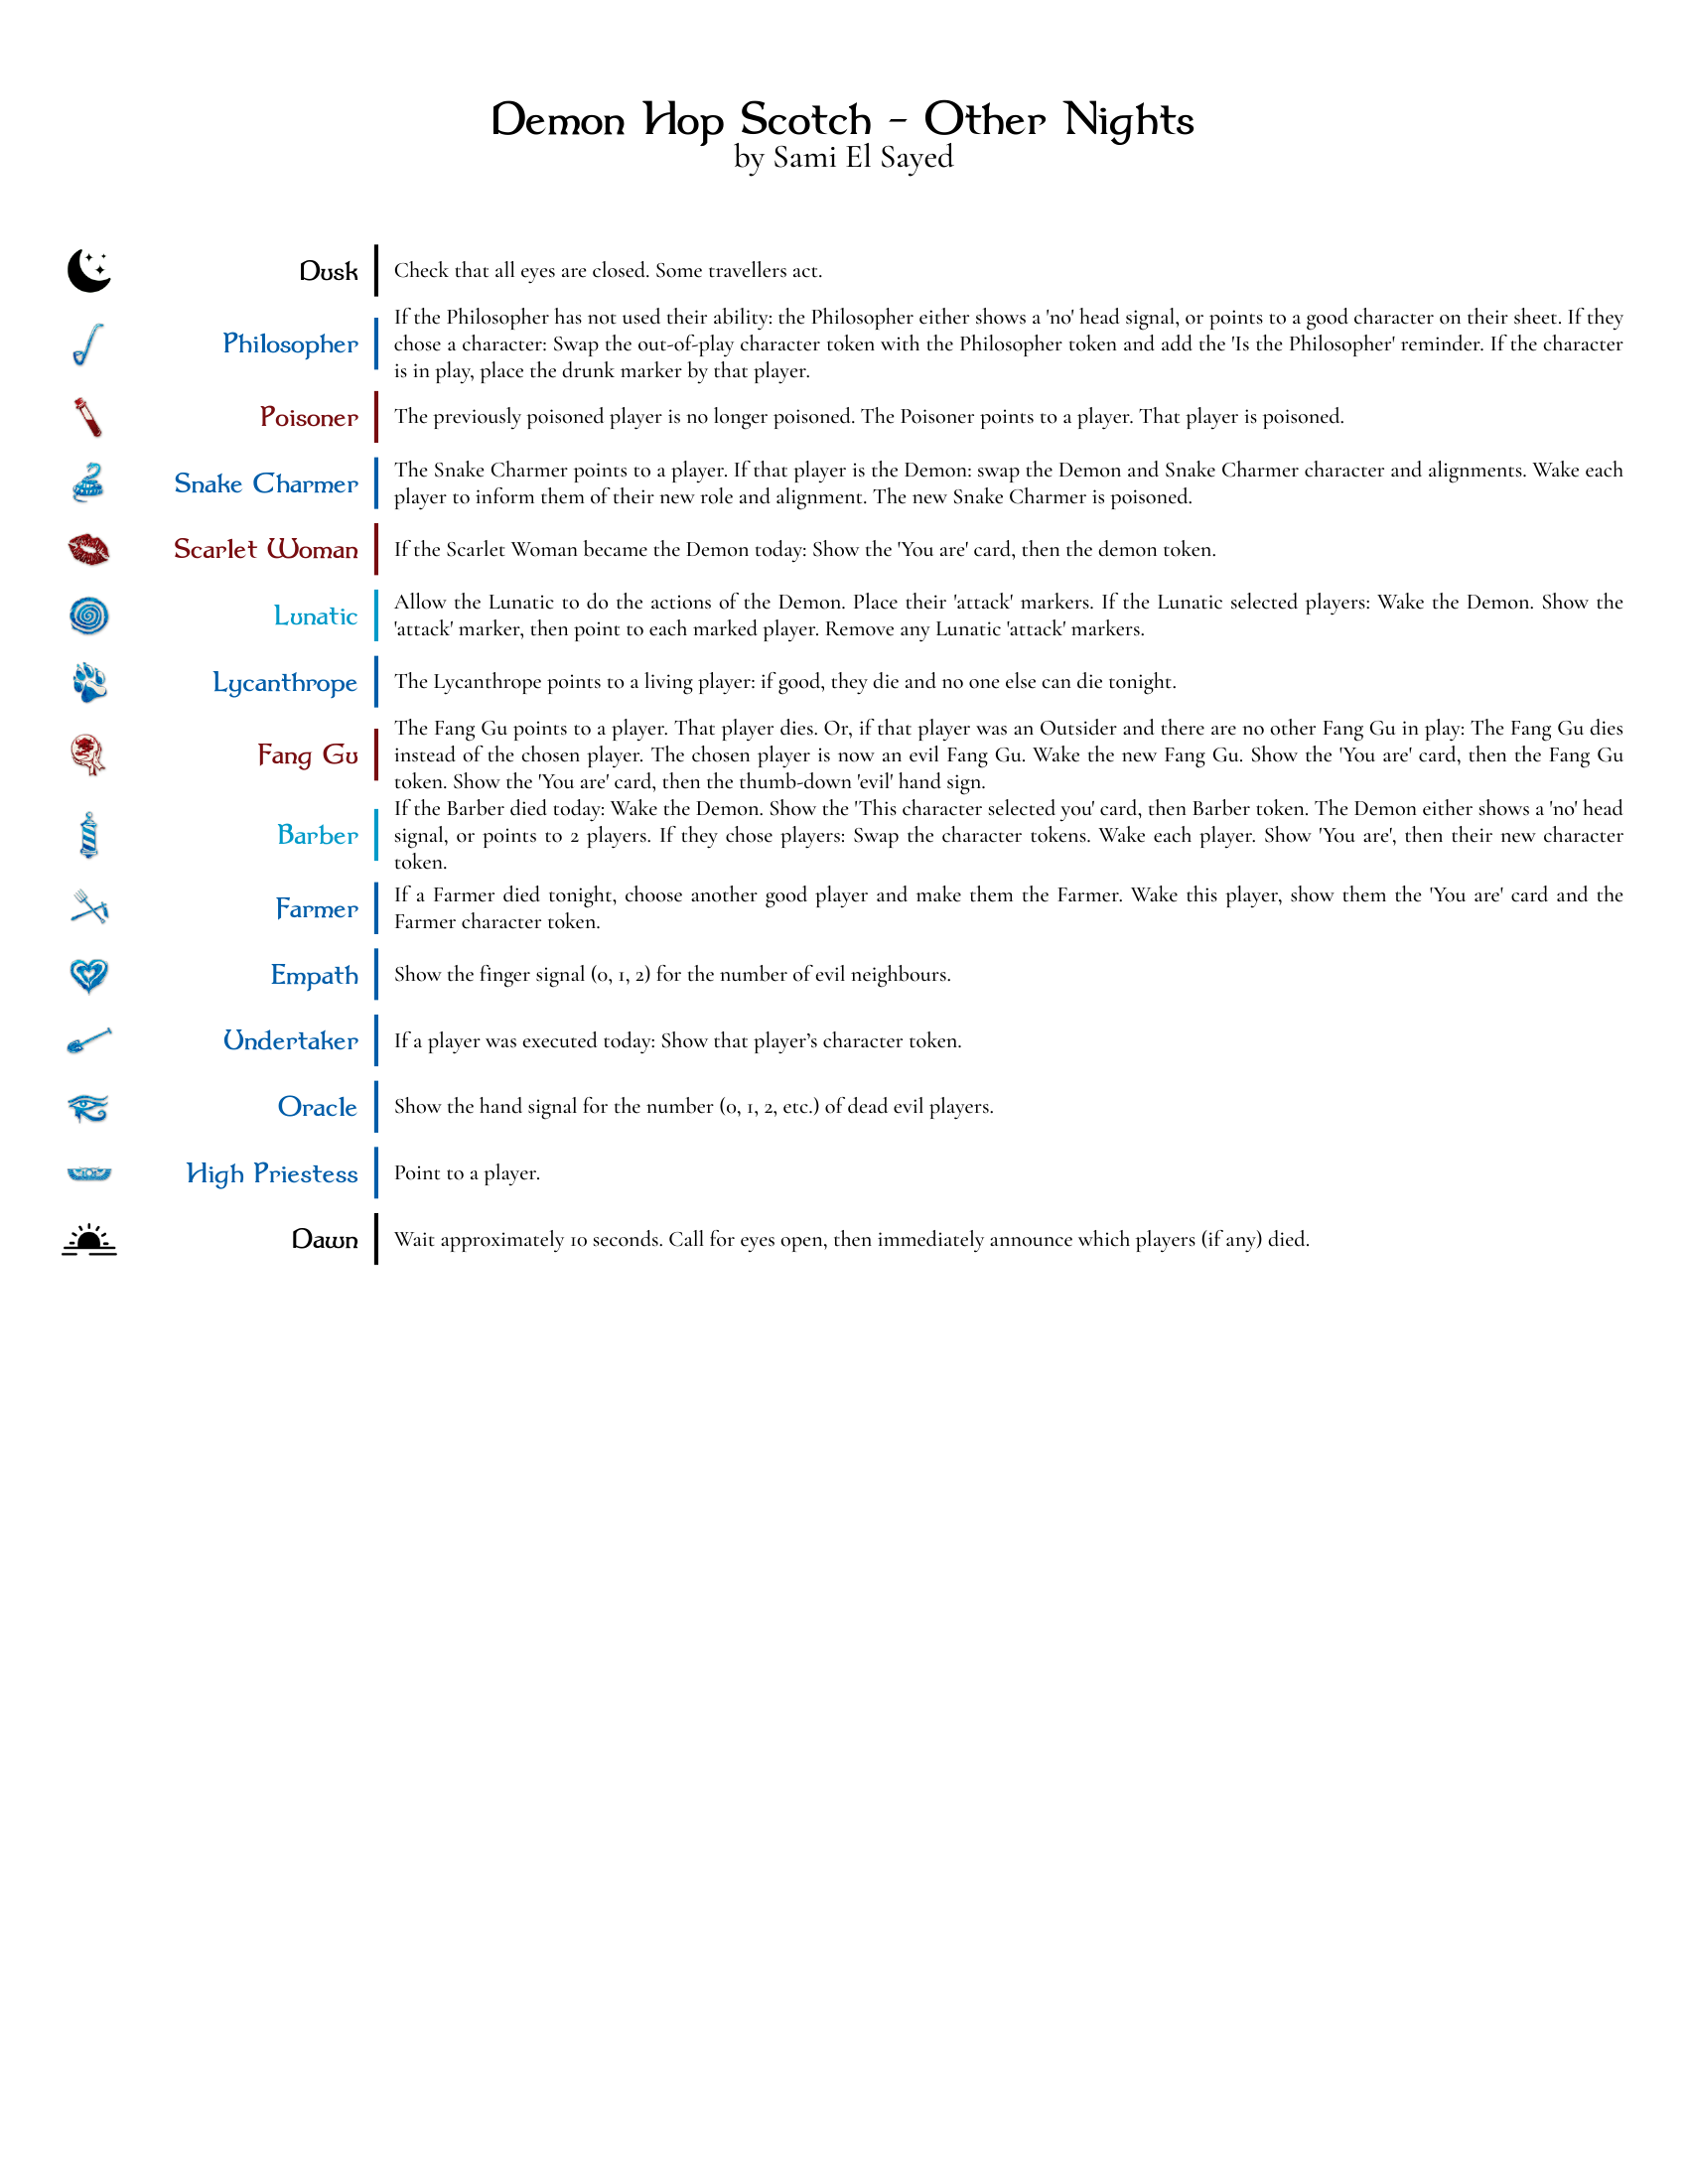 Demon Hop Scotch - Other Nights
by Sami El Sayed
Dusk
Check that all eyes are closed. Some travellers act.
Philosopher
If the Philosopher has not used their ability: the Philosopher either shows a 'no' head signal, or points to a good character on their sheet. If they
chose a character: Swap the out-of-play character token with the Philosopher token and add the 'Is the Philosopher' reminder. If the character
is in play, place the drunk marker by that player.
Poisoner
The previously poisoned player is no longer poisoned. The Poisoner points to a player. That player is poisoned.
Snake Charmer
The Snake Charmer points to a player. If that player is the Demon: swap the Demon and Snake Charmer character and alignments. Wake each
player to inform them of their new role and alignment. The new Snake Charmer is poisoned.
Scarlet Woman
If the Scarlet Woman became the Demon today: Show the 'You are' card, then the demon token.
Lunatic
Allow the Lunatic to do the actions of the Demon. Place their 'attack' markers. If the Lunatic selected players: Wake the Demon. Show the
'attack' marker, then point to each marked player. Remove any Lunatic 'attack' markers.
Lycanthrope
The Lycanthrope points to a living player: if good, they die and no one else can die tonight.
Fang Gu
The Fang Gu points to a player. That player dies. Or, if that player was an Outsider and there are no other Fang Gu in play: The Fang Gu dies
instead of the chosen player. The chosen player is now an evil Fang Gu. Wake the new Fang Gu. Show the 'You are' card, then the Fang Gu
token. Show the 'You are' card, then the thumb-down 'evil' hand sign.
Barber
If the Barber died today: Wake the Demon. Show the 'This character selected you' card, then Barber token. The Demon either shows a 'no' head
signal, or points to 2 players. If they chose players: Swap the character tokens. Wake each player. Show 'You are', then their new character
token.
Farmer
If a Farmer died tonight, choose another good player and make them the Farmer. Wake this player, show them the 'You are' card and the
Farmer character token.
Empath
Show the finger signal (0, 1, 2) for the number of evil neighbours.
Undertaker
If a player was executed today: Show that player’s character token.
Oracle
Show the hand signal for the number (0, 1, 2, etc.) of dead evil players.
High Priestess
Point to a player.
Dawn
Wait approximately 10 seconds. Call for eyes open, then immediately announce which players (if any) died.